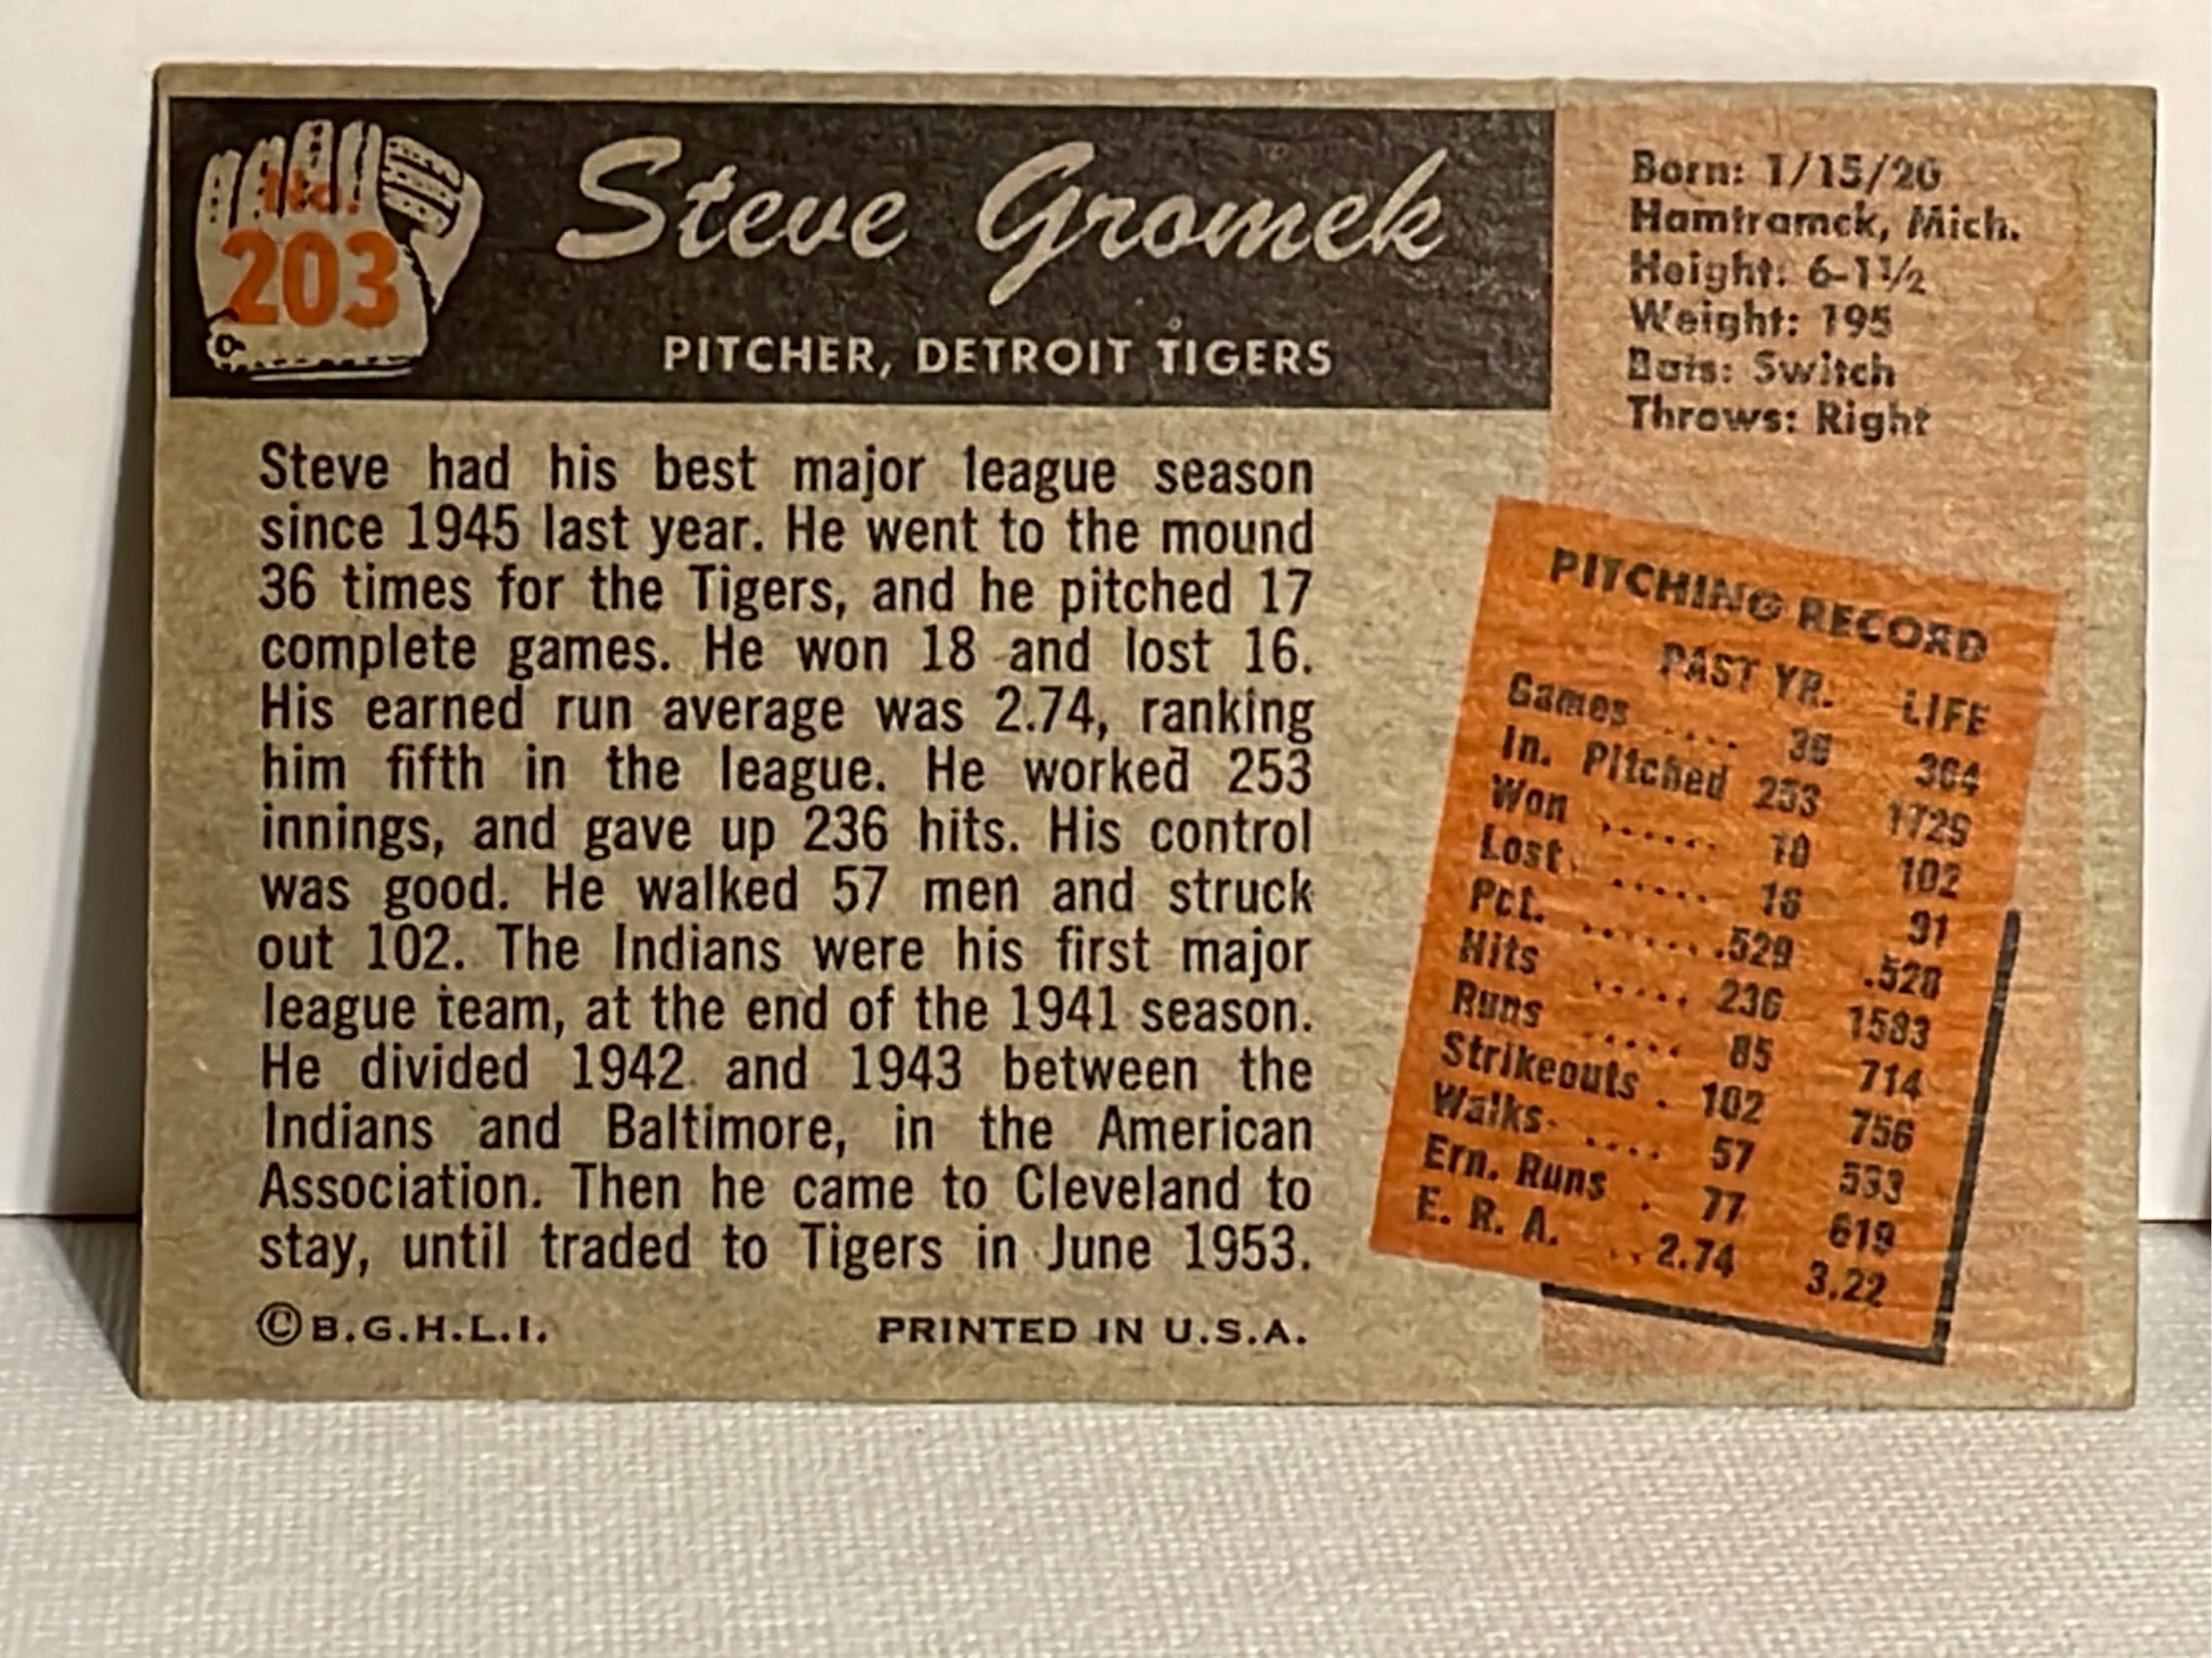 No.
203
Steve Gromek
PITCHER, DETROIT TIGERS
Steve had his best major league season
since 1945 last year. He went to the mound
36 times for the Tigers, and he pitched 17
complete games. He won 18 and lost 16.
His earned run average was 2.74, ranking
him fifth in the league. He worked 253
innings, and gave up 236 hits. His control
was good. He walked 57 men and struck
out 102. The Indians were his first major
league team, at the end of the 1941 season.
He divided 1942 and 1943 between the
Indians and Baltimore, in the American
Association. Then he came to Cleveland to
stay, until traded to Tigers in June 1953.
©B.G.H.L.I. PRINTED IN U.S.A.
Born: 1/15/20
Hamtramck, Mich.
Height: 6-1½
Weight: 195
Bats: Switch
Throws: Right
PITCHING RECORD
PAST YR. LIFE
Games .... 36 364
In. Pitched 253 1729
Won ...... 18 102
Lost ..... 16 91
Pct. ....... .529 .528
Hits ..... 236 1583
Runs ..... 85 714
Strikeouts . 102 756
Walks .... 57 533
Ern. Runs . 77 619
E. R. A. .. 2.74 3.22